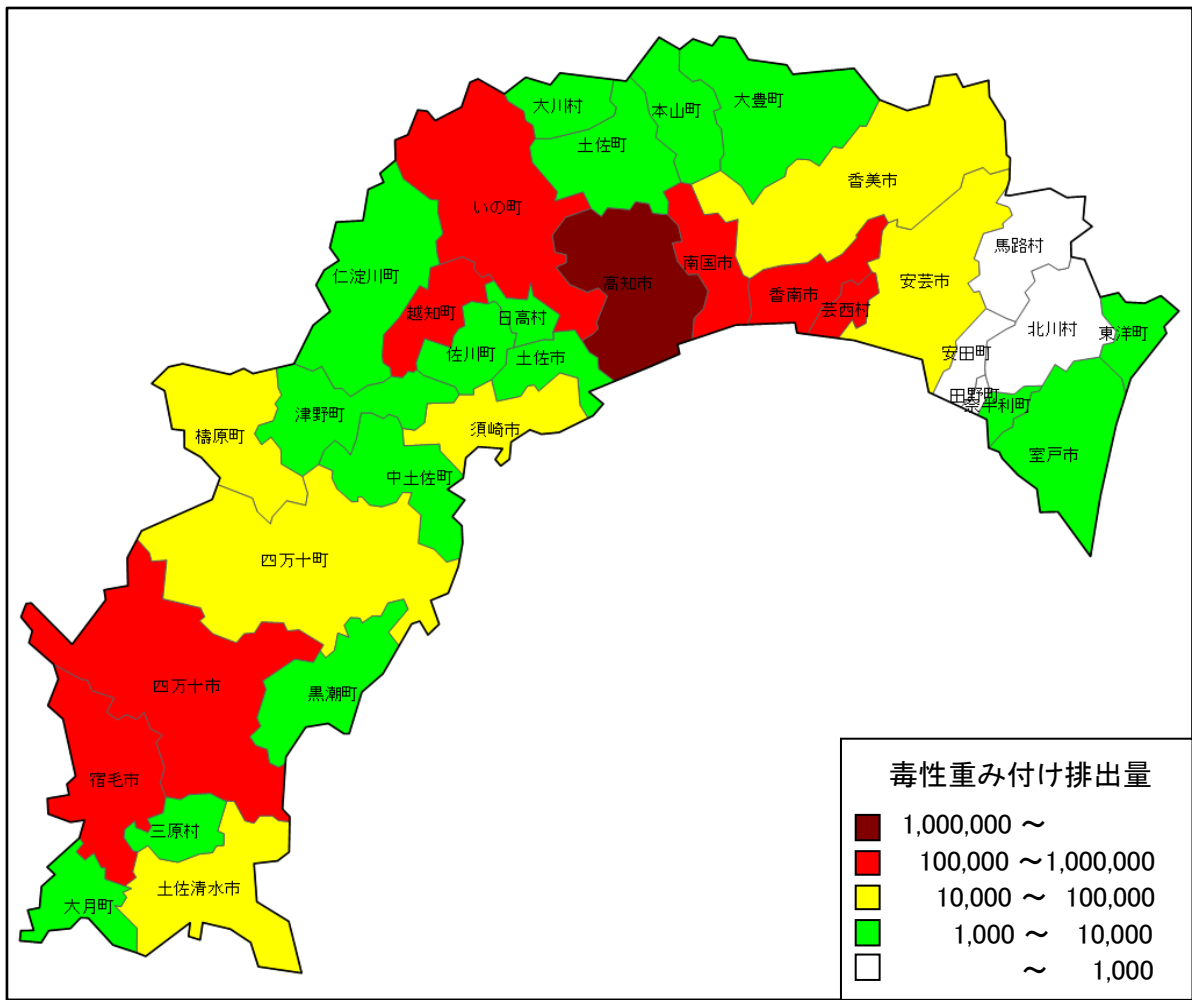 大川村
本山町
大豊町
土佐町
香美市
いの町
馬路村
仁淀川町
南国市
高知市
安芸市
香南市
芸西村
越知町
日高村
北川村
東洋町
佐川町
土佐市
安田町
田野町
奈半利町
津野町
須崎市
檮原町
室戸市
中土佐町
四万十町
四万十市
黒潮町
宿毛市
三原村
土佐清水市
大月町
毒性重み付け排出量
1,000,000 ～
100,000 ～1,000,000
10,000 ～ 100,000
1,000 ～ 10,000
～ 1,000